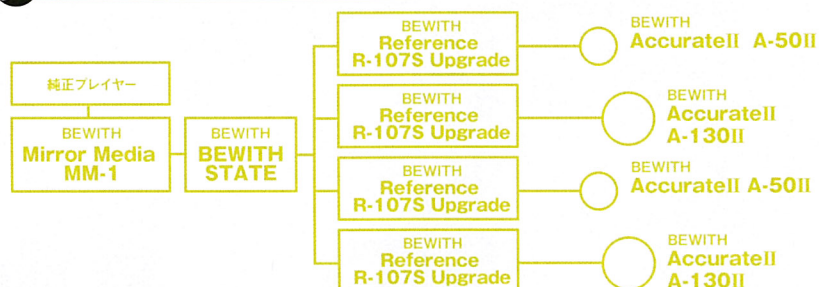 純正プレイヤー
BEWITH
Mirror Media
MM-1
BEWITH
BEWITH
STATE
BEWITH
Reference
R-107S Upgrade
BEWITH
AccurateII A-50II
BEWITH
Reference
R-107S Upgrade
BEWITH
AccurateII
A-130II
BEWITH
Reference
R-107S Upgrade
BEWITH
AccurateII A-50II
BEWITH
Reference
R-107S Upgrade
BEWITH
AccurateII
A-130II